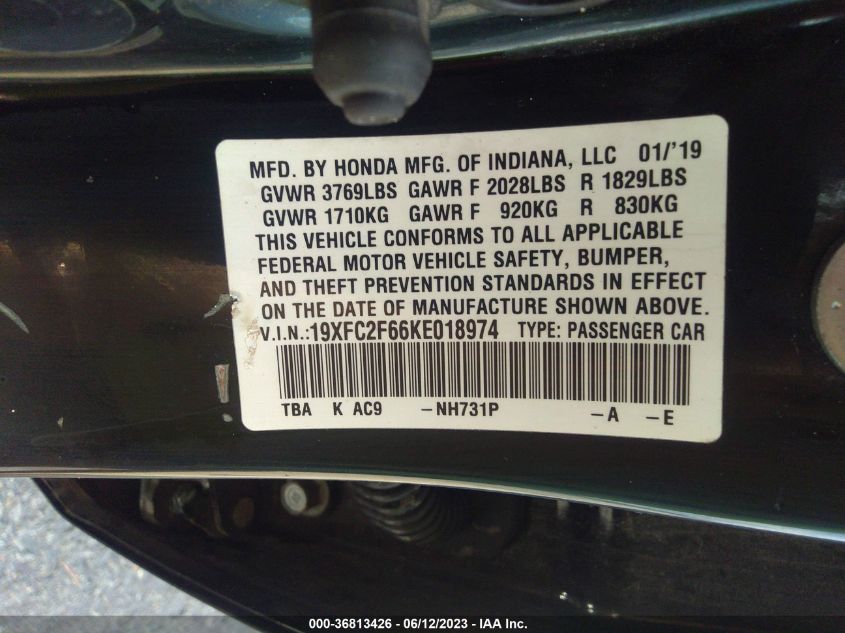 MFD. BY HONDA MFG. OF INDIANA, LLC 01/'19
GVWR 3769LBS GAWR F 2028LBS R 1829LBS
GVWR 1710KG GAWR F 920KG R 830KG
THIS VEHICLE CONFORMS TO ALL APPLICABLE
FEDERAL MOTOR VEHICLE SAFETY, BUMPER,
AND THEFT PREVENTION STANDARDS IN EFFECT
ON THE DATE OF MANUFACTURE SHOWN ABOVE.
V.I.N.:19XFC2F66KE018974 TYPE: PASSENGER CAR
TBA K AC9 -NH731P -A -E
000-36813426 - 06/12/2023 - IAA Inc.